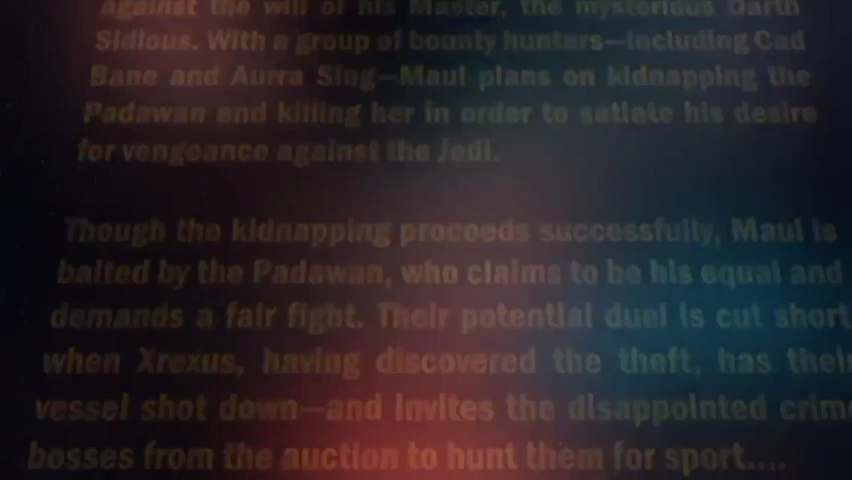 against the will of his Master, the mysterious Darth
Sidious. With a group of bounty hunters—including Cad
Bane and Aurra Sing—Maul plans on kidnapping the
Padawan and killing her in order to satiate his desire
for vengeance against the Jedi.
Though the kidnapping proceeds successfully, Maul is
baited by the Padawan, who claims to be his equal and
demands a fair fight. Their potential duel is cut short,
when Xrexus, having discovered the theft, has their
vessel shot down—and invites the disappointed crime
bosses from the auction to hunt them for sport....